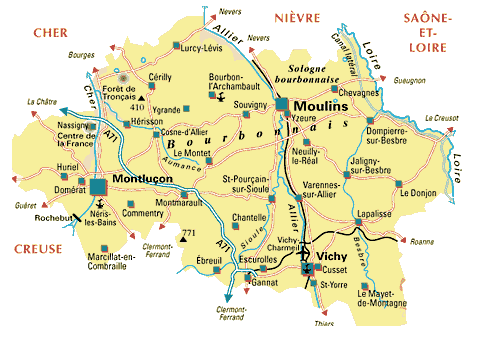 Nevers
NIÈVRE
SAÔNE-
ET-
LOIRE
CHER
Nevers
Allier
Loire
Canal latéral
Lurcy-Lévis
Bourges
Sologne
bourbonnaise
Gueugnon
Forêt de
Tronçais
Cérilly
Bourbon-
l'Archambault
Chevagnes
La Châtre
Cher
410
Ygrande
Souvigny
Moulins
Yzeure
Le Creusot
Nassigny
Hérisson
Centre de
la France
A71
Cosne-d'Allier
Bourbonnais
Dompierre-
sur-Besbre
Le Montet
Aumance
Neuilly-
le-Réal
Loire
Huriel
Domérat
Montluçon
Jaligny-
sur-Besbre
St-Pourçain-
sur-Sioule
Varennes-
sur-Allier
Le Donjon
Guéret
Montmarault
Rochebut
Néris-
les-Bains
Commentry
Chantelle
Allier
Lapalisse
CREUSE
Clermont-
Ferrand
771
A71
Sioule
Vichy-
Charmeil
Besbre
Roanne
Marcillat-en-
Combraille
Ébreuil
Escurolles
Vichy
Cusset
Gannat
St-Yorre
Le Mayet-
de-Montagne
Clermont-
Ferrand
Thiers